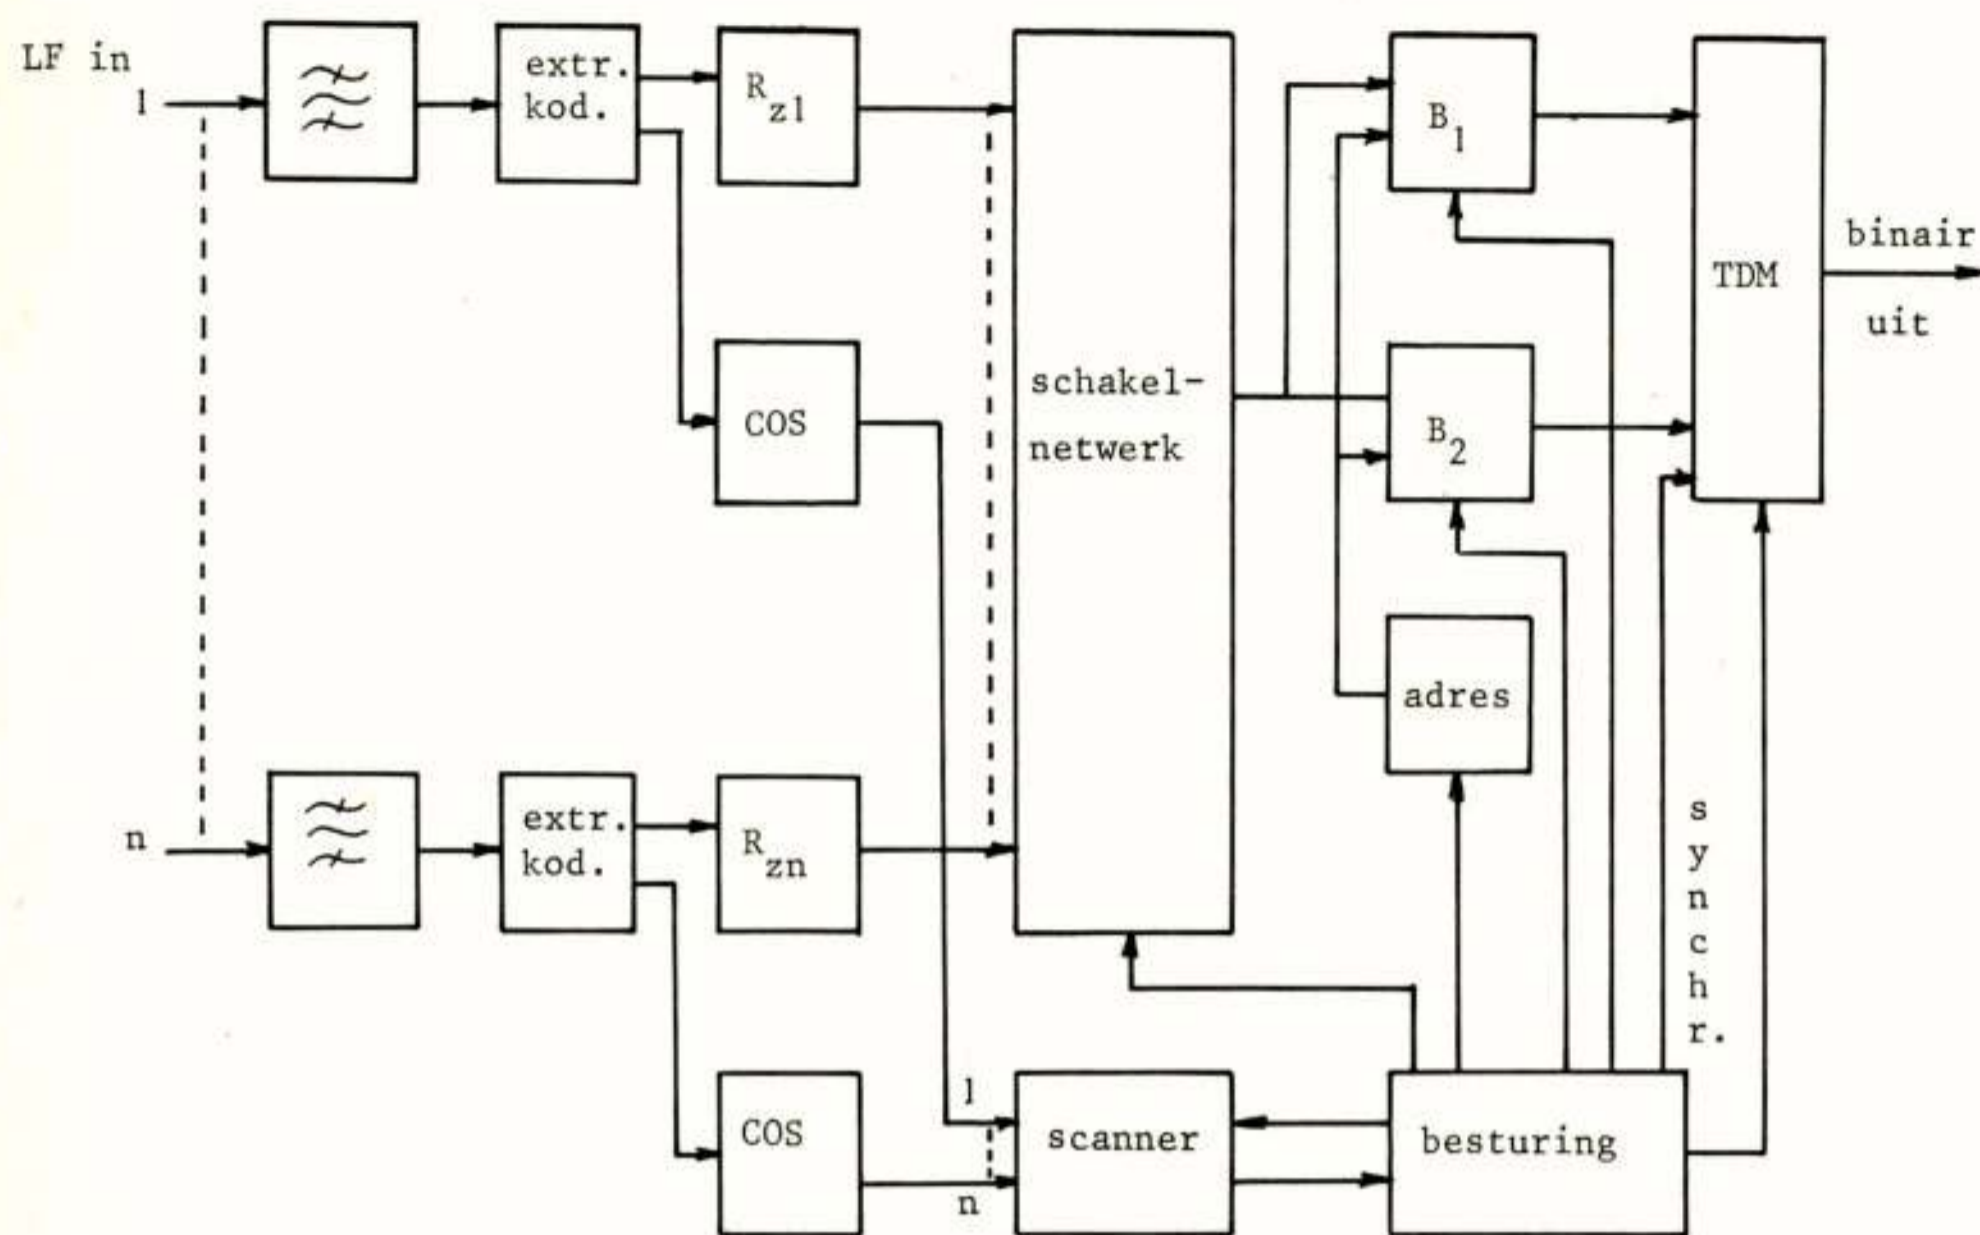 LF in
1
extr.
kod.
R z1
COS
n
extr.
kod.
R zn
COS
schakel-
netwerk
1
n
scanner
B 1
B 2
adres
besturing
synchr.
TDM
binair
uit